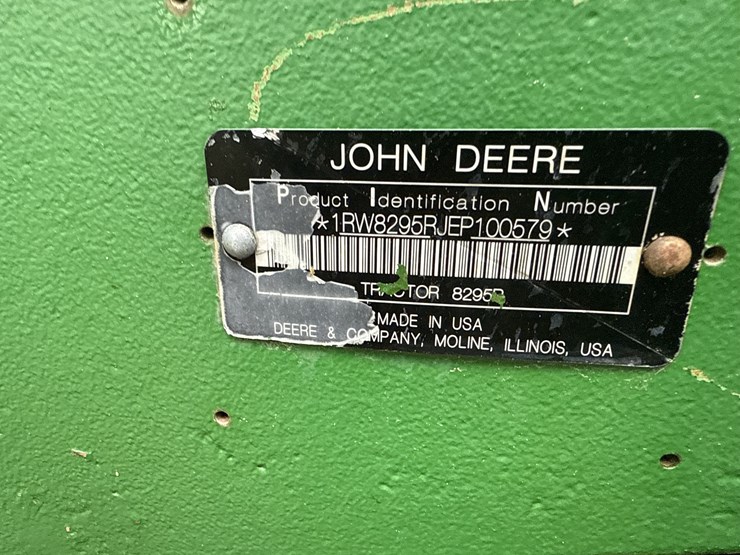 JOHN DEERE
Product Identification Number
*1RW8295RJEP100579*
TRACTOR 8295R
MADE IN USA
DEERE & COMPANY, MOLINE, ILLINOIS, USA